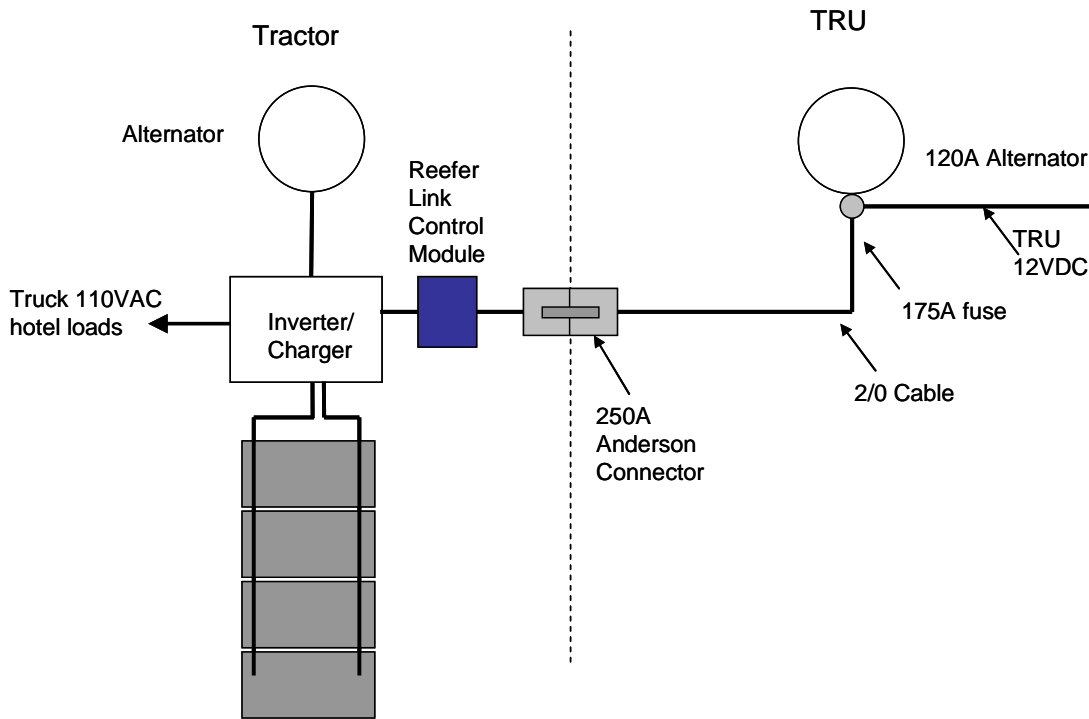 Tractor
TRU
Alternator
120A Alternator
Reefer
Link
Control
Module
TRU
12VDC
Truck 110VAC
hotel loads
Inverter/
Charger
175A fuse
2/0 Cable
250A
Anderson
Connector